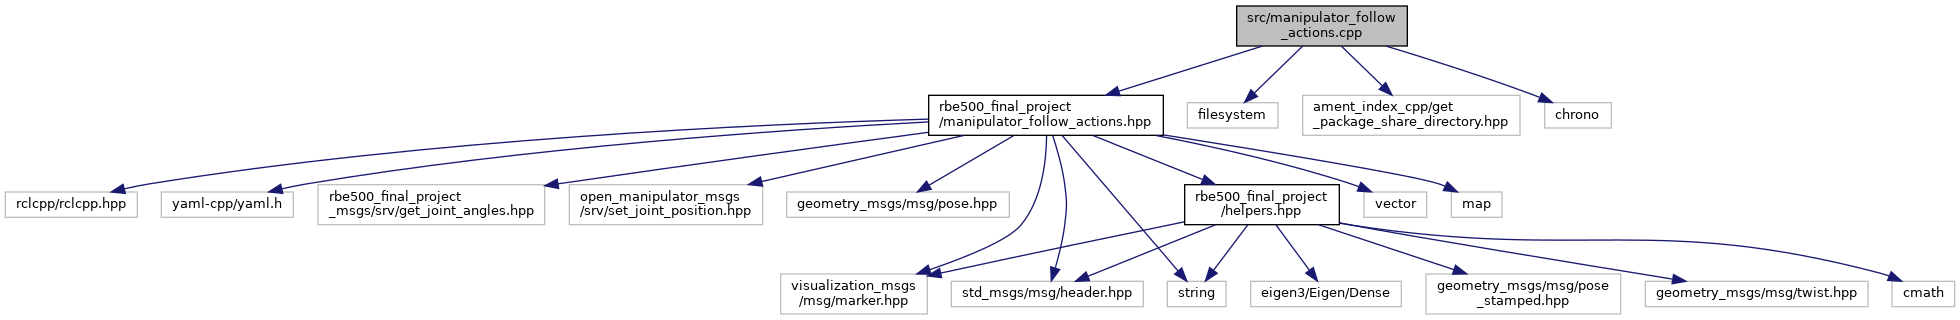 src/manipulator_follow
_actions.cpp
rbe500_final_project
/manipulator_follow_actions.hpp
filesystem
ament_index_cpp/get
_package_share_directory.hpp
chrono
rclcpp/rclcpp.hpp
yaml-cpp/yaml.h
rbe500_final_project
_msgs/srv/get_joint_angles.hpp
open_manipulator_msgs
/srv/set_joint_position.hpp
geometry_msgs/msg/pose.hpp
rbe500_final_project
/helpers.hpp
vector
map
visualization_msgs
/msg/marker.hpp
std_msgs/msg/header.hpp
string
eigen3/Eigen/Dense
geometry_msgs/msg/pose
_stamped.hpp
geometry_msgs/msg/twist.hpp
cmath